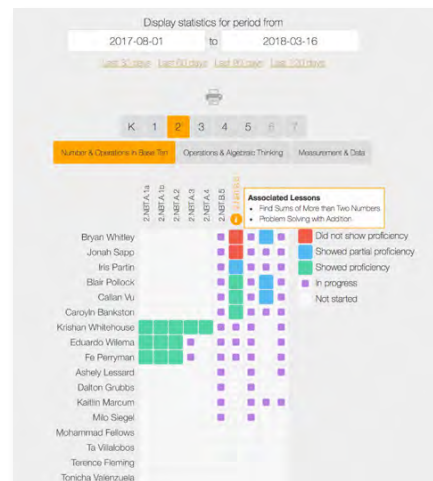 Display statistics for period from
2017-08-01 to 2018-03-16
Last 30 days Last 60 days Last 90 days Last 120 days
K 1 2 3 4 5 6 7
Number & Operations in Base Ten Operations & Algebraic Thinking Measurement & Data
2.NBT.A.1a
2.NBT.A.1b
2.NBT.A.2
2.NBT.A.3
2.NBT.A.4
2.NBT.B.5
Associated Lessons
• Find Sums of More than Two Numbers
• Problem Solving with Addition
Bryan Whitley
Did not show proficiency
Jonah Sapp
Showed partial proficiency
Iris Partin
Showed proficiency
Blair Pollock
In progress
Callan Vu
Not started
Caroyln Bankston
Krishan Whitehouse
Eduardo Wilema
Fe Perryman
Ashely Lessard
Dalton Grubbs
Kaitlin Marcum
Milo Siegel
Mohammad Fellows
Ta Villalobos
Terence Fleming
Tonicha Valenzuela